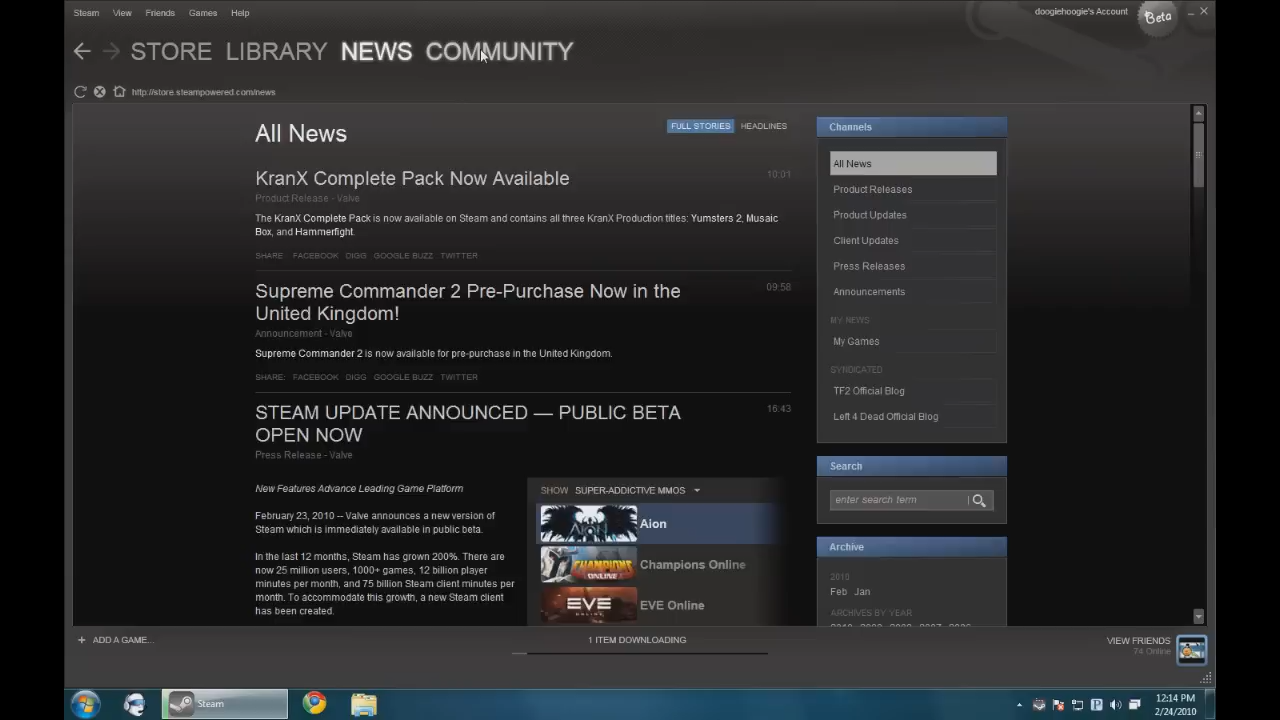 Steam View Friends Games Help
doogiehoogie's Account
Beta
STORE LIBRARY NEWS COMMUNITY
http://store.steampowered.com/news
All News
FULL STORIES HEADLINES
KranX Complete Pack Now Available
10:01
Product Release - Valve
The KranX Complete Pack is now available on Steam and contains all three KranX Production titles: Yumsters 2, Musaic
Box, and Hammerfight.
SHARE: FACEBOOK DIGG GOOGLE BUZZ TWITTER
Supreme Commander 2 Pre-Purchase Now in the
United Kingdom!
09:58
Announcement - Valve
Supreme Commander 2 is now available for pre-purchase in the United Kingdom.
SHARE: FACEBOOK DIGG GOOGLE BUZZ TWITTER
STEAM UPDATE ANNOUNCED — PUBLIC BETA
OPEN NOW
16:43
Press Release - Valve
New Features Advance Leading Game Platform
February 23, 2010 -- Valve announces a new version of
Steam which is immediately available in public beta.
In the last 12 months, Steam has grown 200%. There are
now 25 million users, 1000+ games, 12 billion player
minutes per month, and 75 billion Steam client minutes per
month. To accommodate this growth, a new Steam client
has been created.
SHOW SUPER-ADDICTIVE MMOS
AION
Aion
CHAMPIONS ONLINE
Champions Online
EVE
EVE Online
Channels
All News
Product Releases
Product Updates
Client Updates
Press Releases
Announcements
MY NEWS
My Games
SYNDICATED
TF2 Official Blog
Left 4 Dead Official Blog
Search
enter search term
Archive
2010
Feb Jan
ARCHIVES BY YEAR
+ ADD A GAME...
1 ITEM DOWNLOADING
VIEW FRIENDS
74 Online
Steam
12:14 PM
2/24/2010